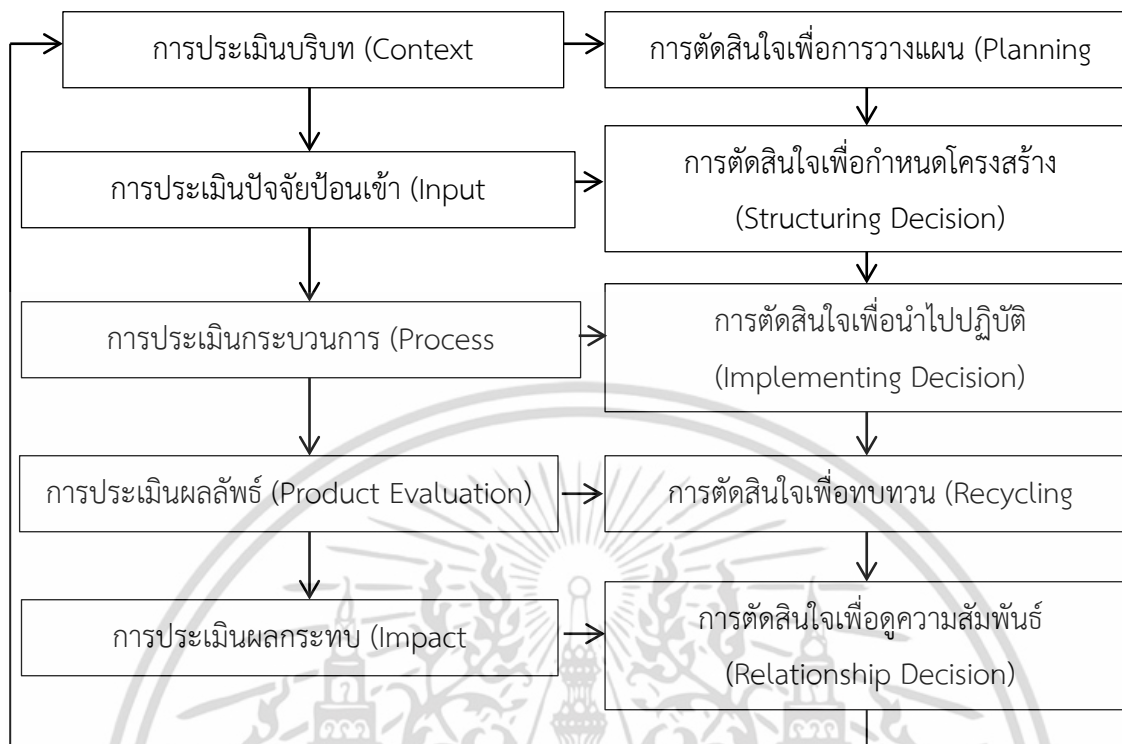 การประเมินบริบท (Context
การตัดสินใจเพื่อการวางแผน (Planning
การประเมินปัจจัยป้อนเข้า (Input
การตัดสินใจเพื่อกำหนดโครงสร้าง
(Structuring Decision)
การประเมินกระบวนการ (Process
การตัดสินใจเพื่อนำไปปฏิบัติ
(Implementing Decision)
การประเมินผลลัพธ์ (Product Evaluation)
การตัดสินใจเพื่อทบทวน (Recycling
การประเมินผลกระทบ (Impact
การตัดสินใจเพื่อดูความสัมพันธ์
(Relationship Decision)